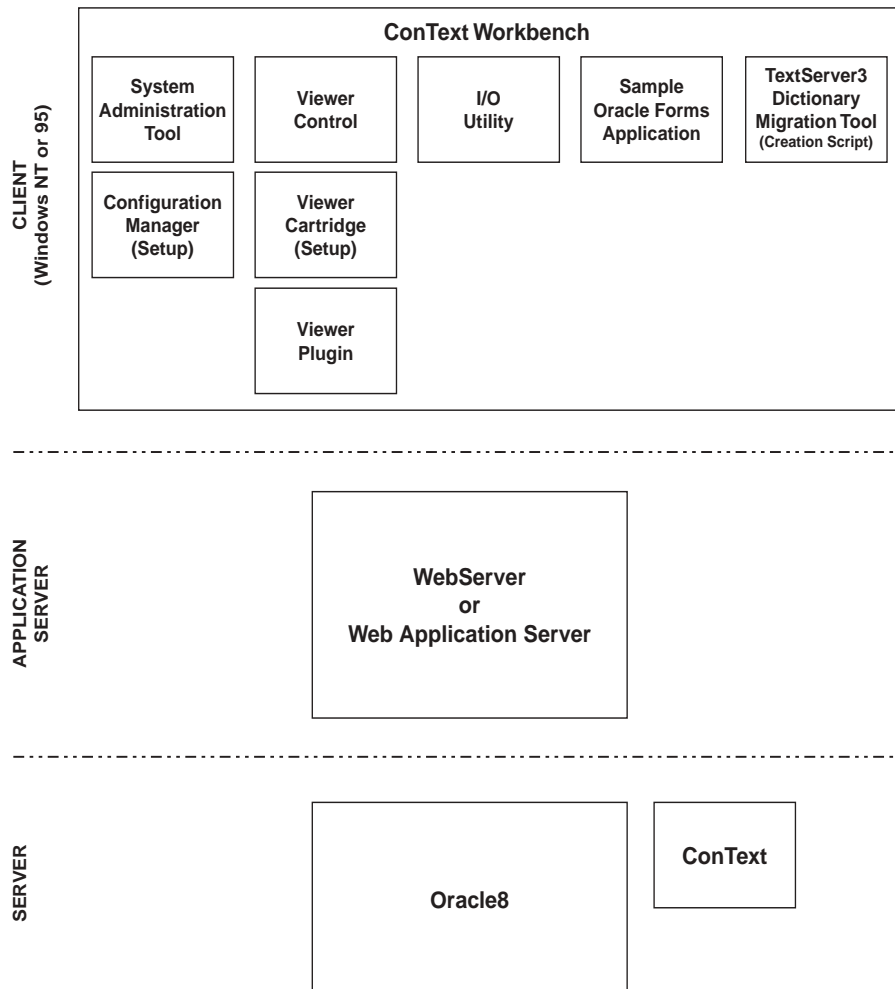 ConText Workbench
System
Administration
Tool
Viewer
Control
I/O
Utility
Sample
Oracle Forms
Application
TextServer3
Dictionary
Migration Tool
(Creation Script)
CLIENT
(Windows NT or 95)
Configuration
Manager
(Setup)
Viewer
Cartridge
(Setup)
Viewer
Plugin
APPLICATION
SERVER
WebServer
or
Web Application Server
SERVER
Oracle8
ConText